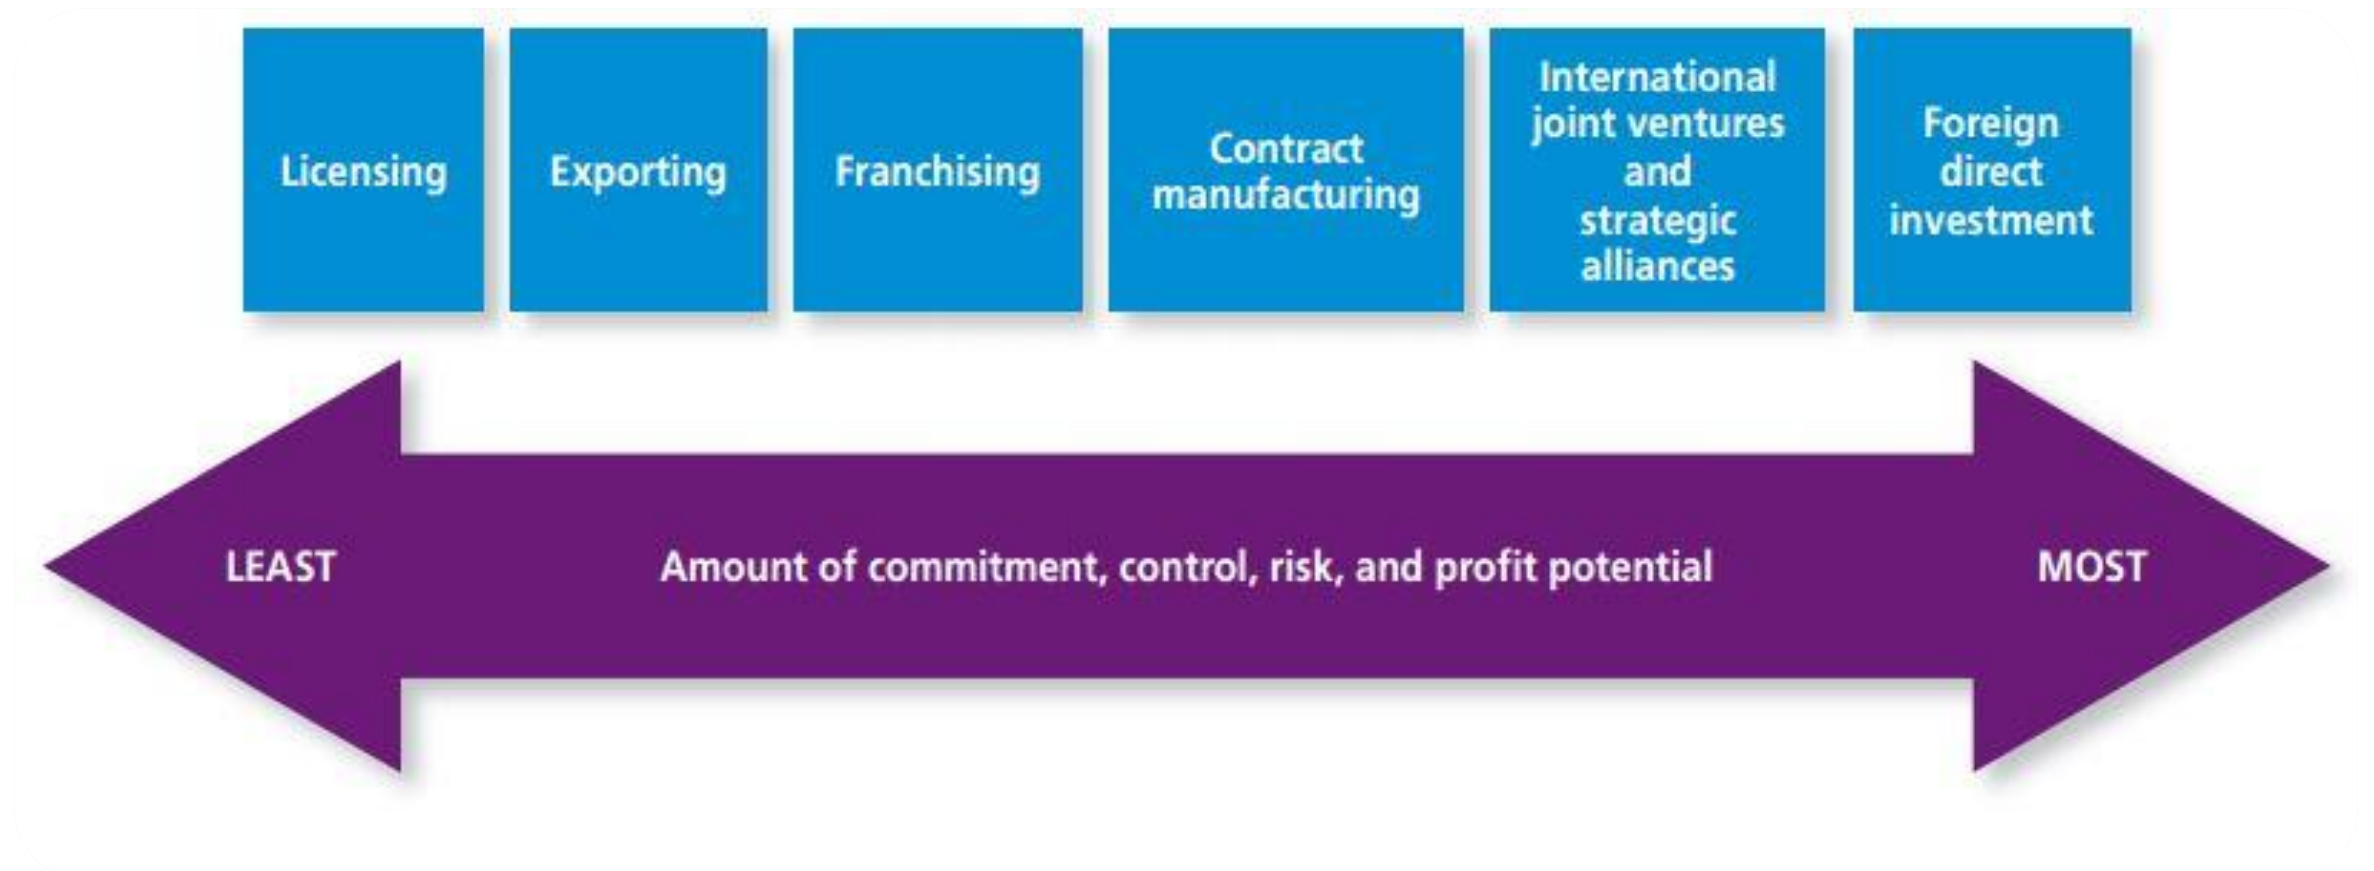 Licensing
Exporting
Franchising
Contract
manufacturing
International
joint ventures
and
strategic
alliances
Foreign
direct
investment
LEAST
Amount of commitment, control, risk, and profit potential
MOST